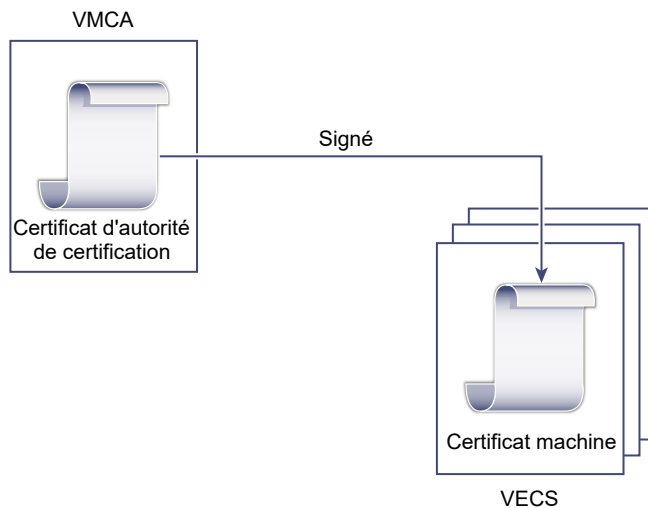 VMCA
Signé
Certificat d'autorité
de certification
Certificat machine
VECS